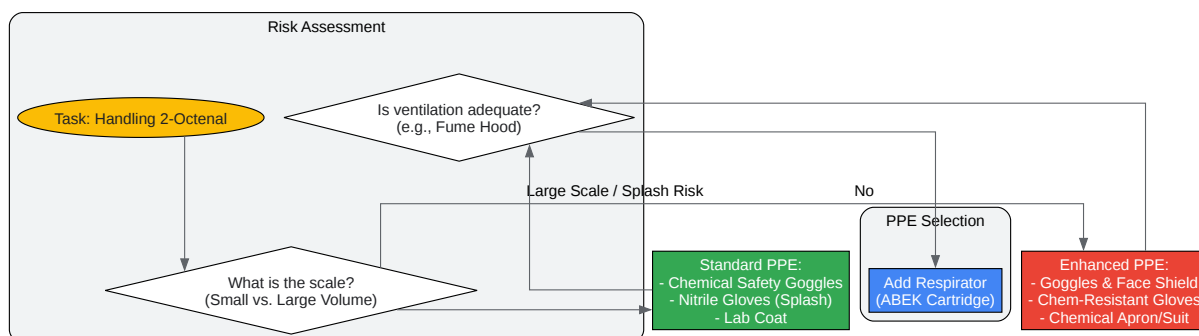 Risk Assessment
Is ventilation adequate?
(e.g., Fume Hood)
Task: Handling 2-Octenal
Large Scale / Splash Risk
No
PPE Selection
What is the scale?
(Small vs. Large Volume)
Standard PPE:
- Chemical Safety Goggles
- Nitrile Gloves (Splash)
- Lab Coat
Add Respirator
(ABEK Cartridge)
Enhanced PPE:
- Goggles & Face Shield
- Chem-Resistant Gloves
- Chemical Apron/Suit